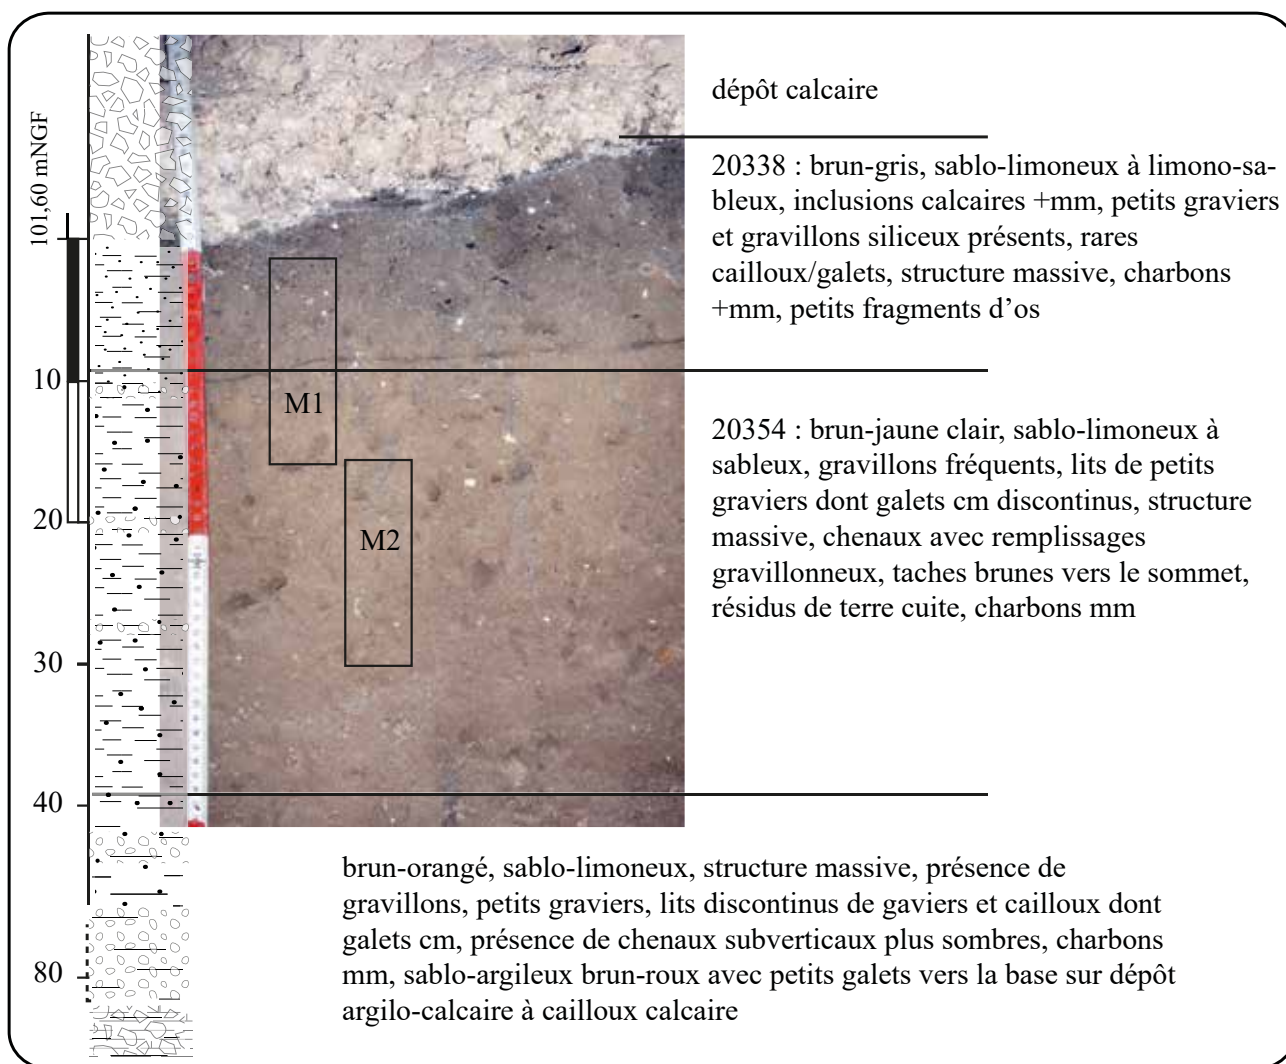 dépôt calcaire
101,60 mNGF
20338 : brun-gris, sablo-limoneux à limono-sa-
bleux, inclusions calcaires +mm, petits graviers
et gravillons siliceux présents, rares
cailloux/galets, structure massive, charbons
+mm, petits fragments d’os
10
M1
20354 : brun-jaune clair, sablo-limoneux à
sableux, gravillons fréquents, lits de petits
graviers dont galets cm discontinus, structure
massive, chenaux avec remplissages
gravillonneux, taches brunes vers le sommet,
résidus de terre cuite, charbons mm
20
M2
30
40
brun-orangé, sablo-limoneux, structure massive, présence de
gravillons, petits graviers, lits discontinus de gaviers et cailloux dont
galets cm, présence de chenaux subverticaux plus sombres, charbons
mm, sablo-argileux brun-roux avec petits galets vers la base sur dépôt
argilo-calcaire à cailloux calcaire
80